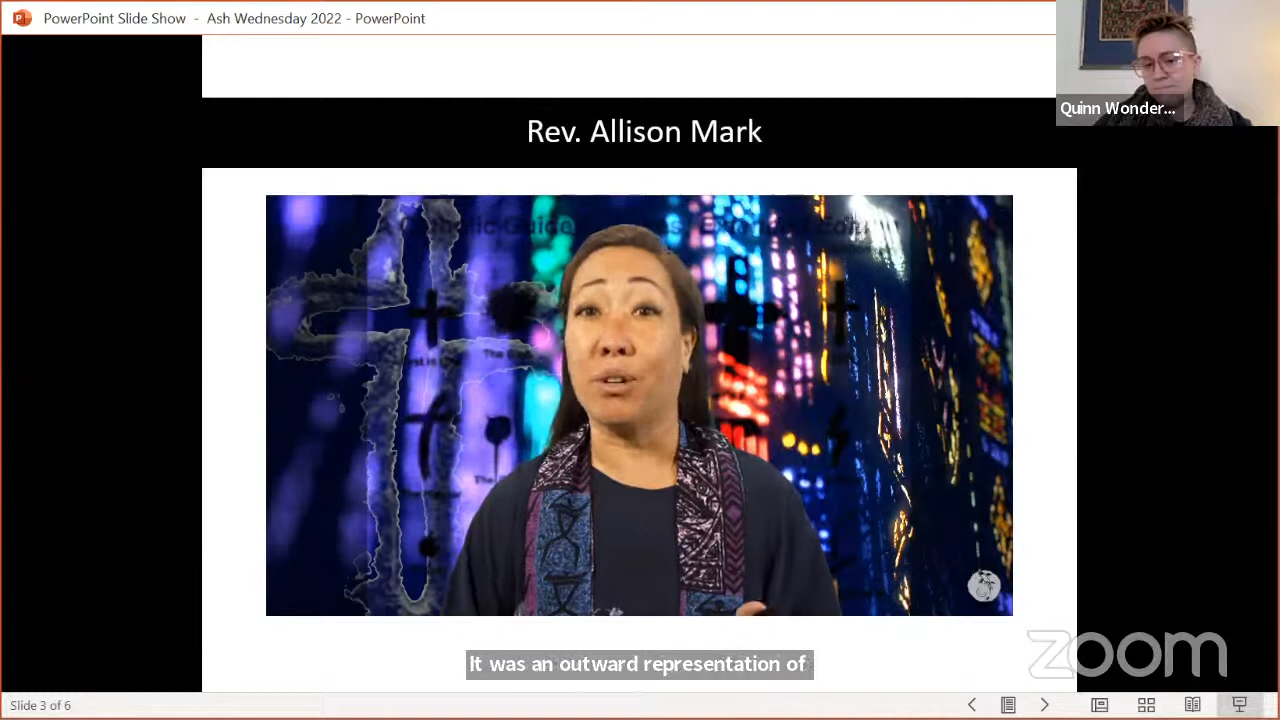 PowerPoint Slide Show - Ash Wednesday 2022 - PowerPoint
Quinn Wonder...
Rev. Allison Mark
It was an outward representation of
zoom
Slide 3 of 6